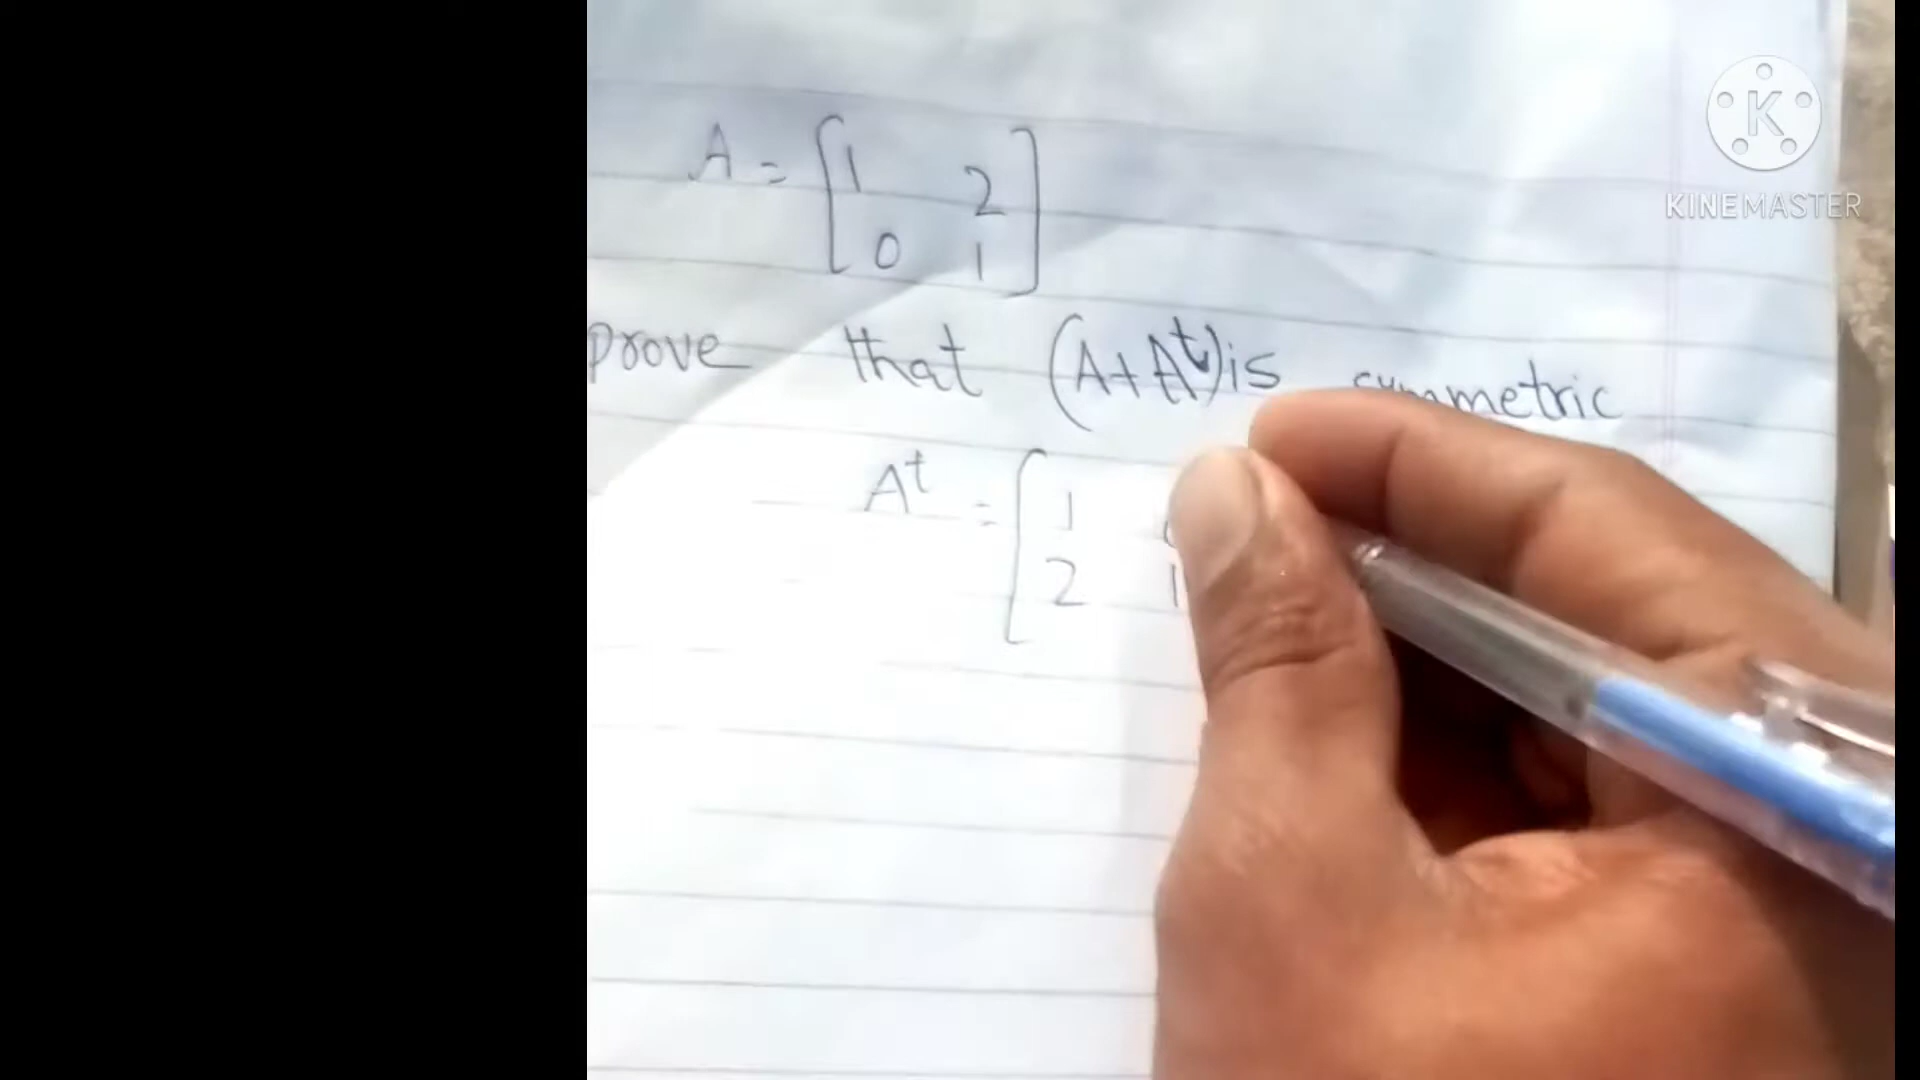 A = [1 2
0 1]
prove that (A+A^t) is symmetric
A^t = [1
2 1
K
KINEMASTER